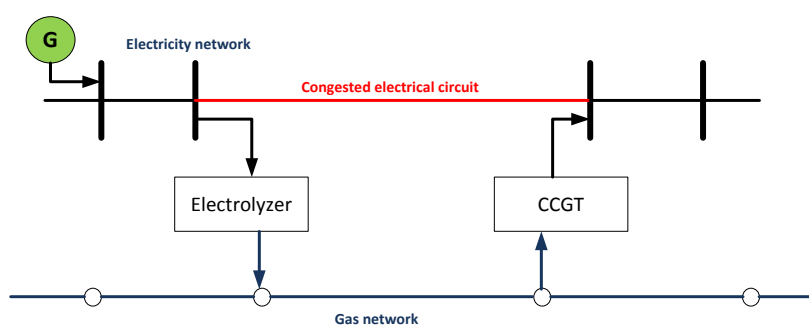 G
Electricity network
Congested electrical circuit
Electrolyzer
CCGT
Gas network